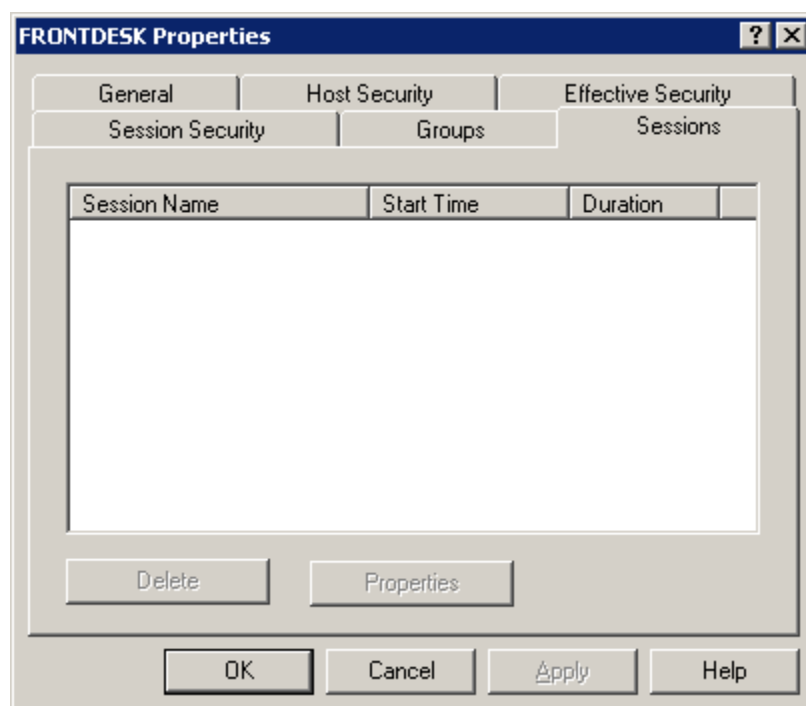 FRONTDESK Properties
General Host Security Effective Security
Session Security Groups Sessions
Session Name Start Time Duration
Delete Properties
OK Cancel Apply Help